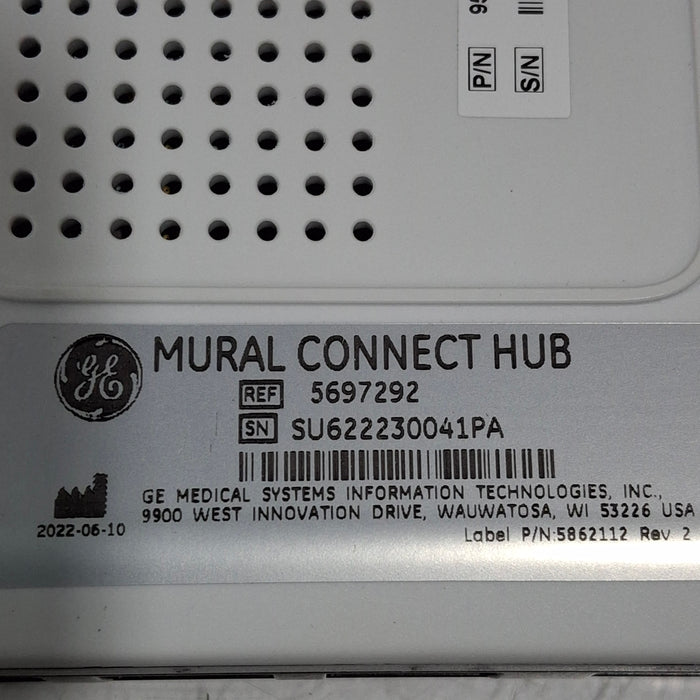 P/N 95
S/N
GE
MURAL CONNECT HUB
REF 5697292
SN SU622230041PA
GE MEDICAL SYSTEMS INFORMATION TECHNOLOGIES, INC.,
9900 WEST INNOVATION DRIVE, WAUWATOSA, WI 53226 USA
2022-06-10
Label P/N:5862112 Rev 2